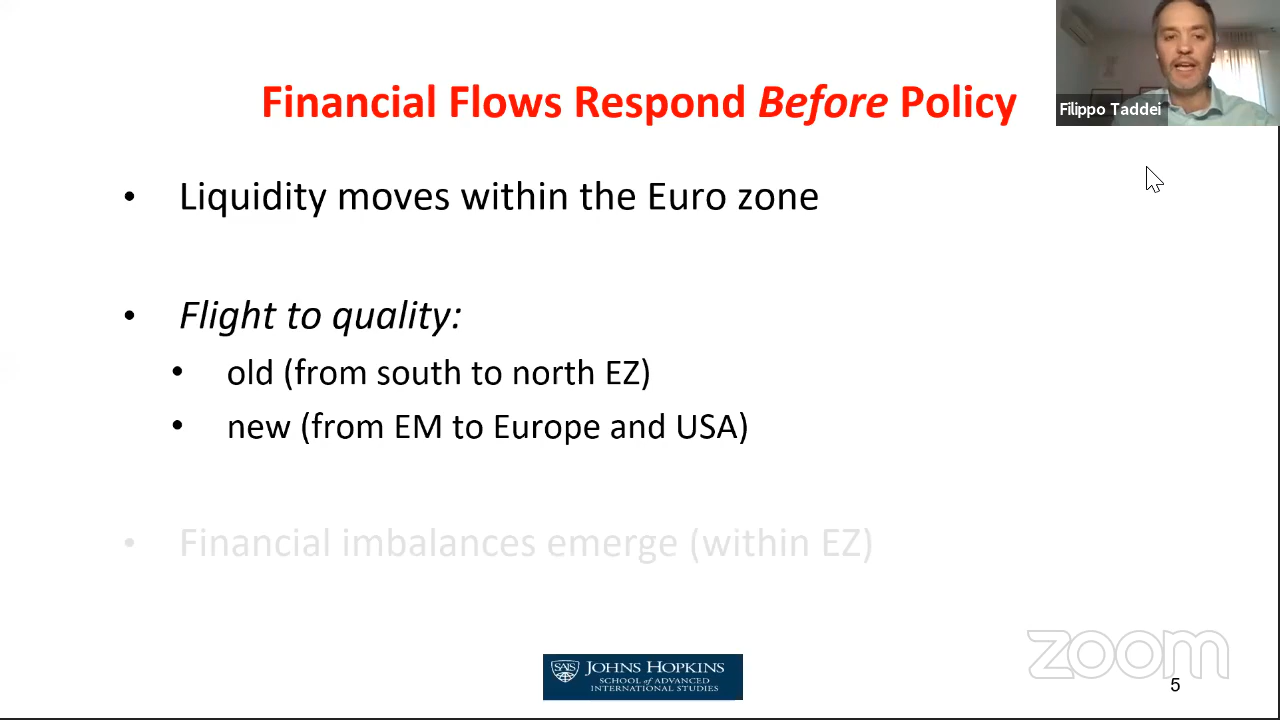 Financial Flows Respond Before Policy
Filippo Taddei
• Liquidity moves within the Euro zone
• Flight to quality:
• old (from south to north EZ)
• new (from EM to Europe and USA)
• Financial imbalances emerge (within EZ)
zoom
SAIS
JOHNS HOPKINS
SCHOOL of ADVANCED
INTERNATIONAL STUDIES
5